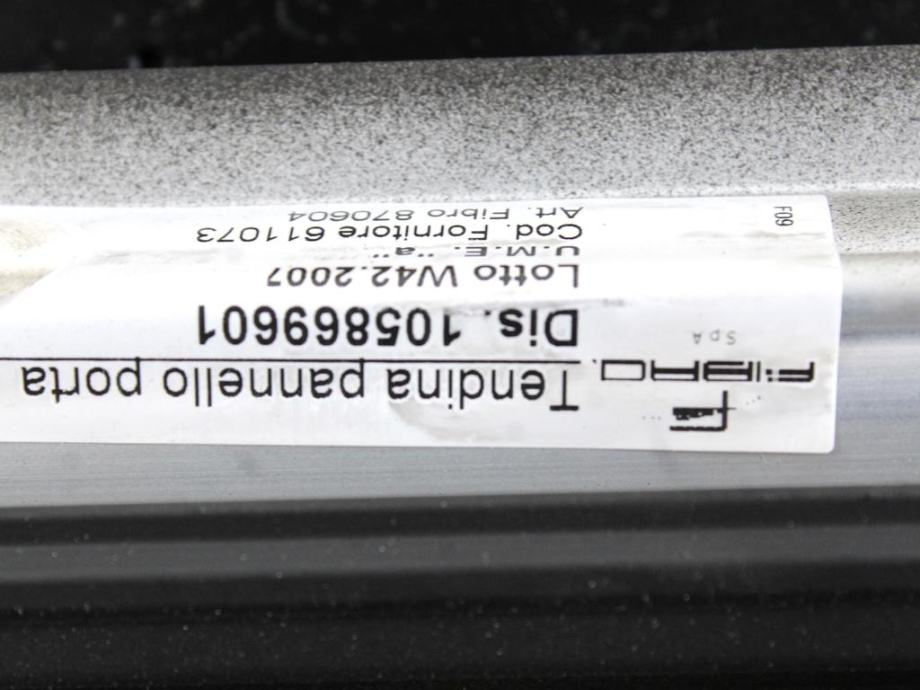 FIBRO.
SpA
Tendina pannello porta
Dis. 105869601
Lotto W42.2007
U.M.E. "a"
Cod. Fornitore 611073
Art. Fibro 870604
F09